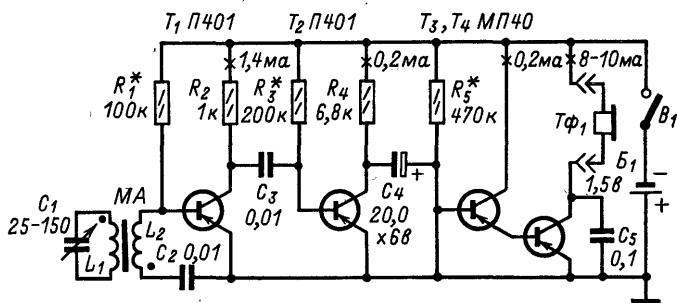 T₁ П401
T₂ П401
T₃, T₄ МП40
1,4ма
0,2ма
0,2ма
8-10ма
R₁*
100к
R₂
1к
R₃*
200к
R₄
6,8к
R₅*
470к
Тф₁
В₁
Б₁
1,5в
−
+
C₁
25-150
МА
L₁
L₂
C₂ 0,01
C₃
0,01
C₄
+
20,0
×6в
C₅
0,1